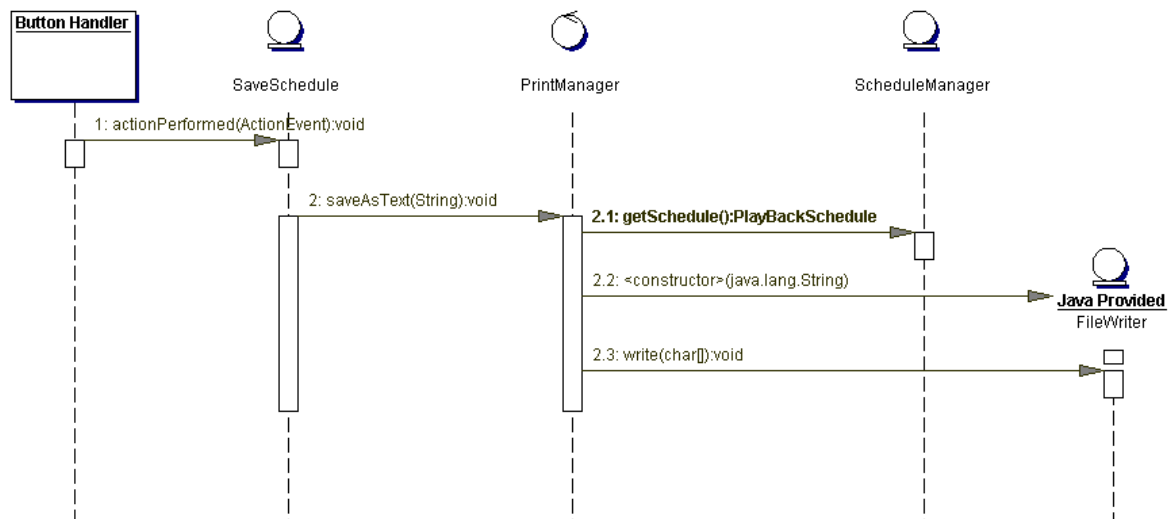 Button Handler
SaveSchedule
PrintManager
ScheduleManager
1: actionPerformed(ActionEvent):void
2: saveAsText(String):void
2.1: getSchedule():PlayBackSchedule
2.2: <constructor>(java.lang.String)
Java Provided
FileWriter
2.3: write(char[]):void